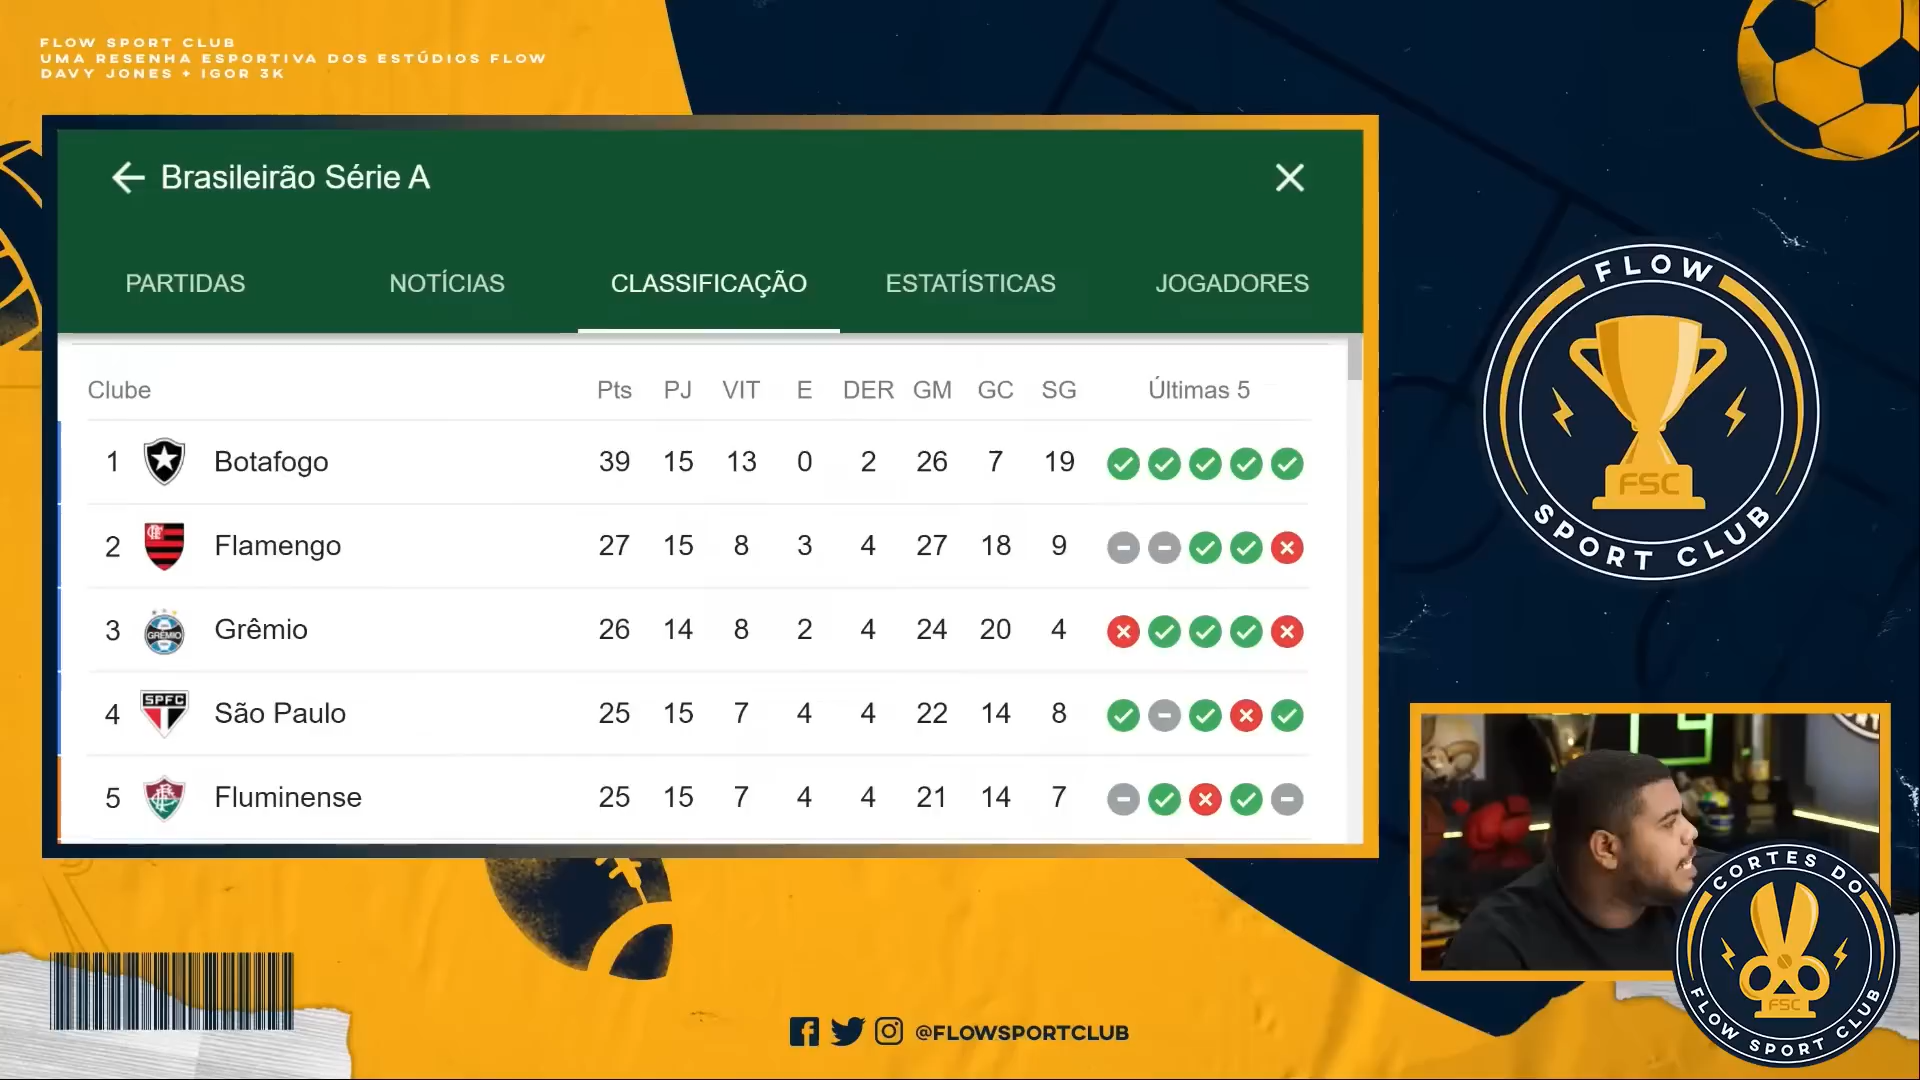 FLOW SPORT CLUB
UMA RESENHA ESPORTIVA DOS ESTÚDIOS FLOW
DAVY JONES + IGOR 3K
Brasileirão Série A
PARTIDAS NOTÍCIAS CLASSIFICAÇÃO ESTATÍSTICAS JOGADORES
Clube Pts PJ VIT E DER GM GC SG Últimas 5
1 Botafogo 39 15 13 0 2 26 7 19
2 Flamengo 27 15 8 3 4 27 18 9
3 GRÊMIO Grêmio 26 14 8 2 4 24 20 4
4 SPFC São Paulo 25 15 7 4 4 22 14 8
5 Fluminense 25 15 7 4 4 21 14 7
FLOW
FSC
SPORT CLUB
CORTES DO
FSC
FLOW SPORT CLUB
@FLOWSPORTCLUB